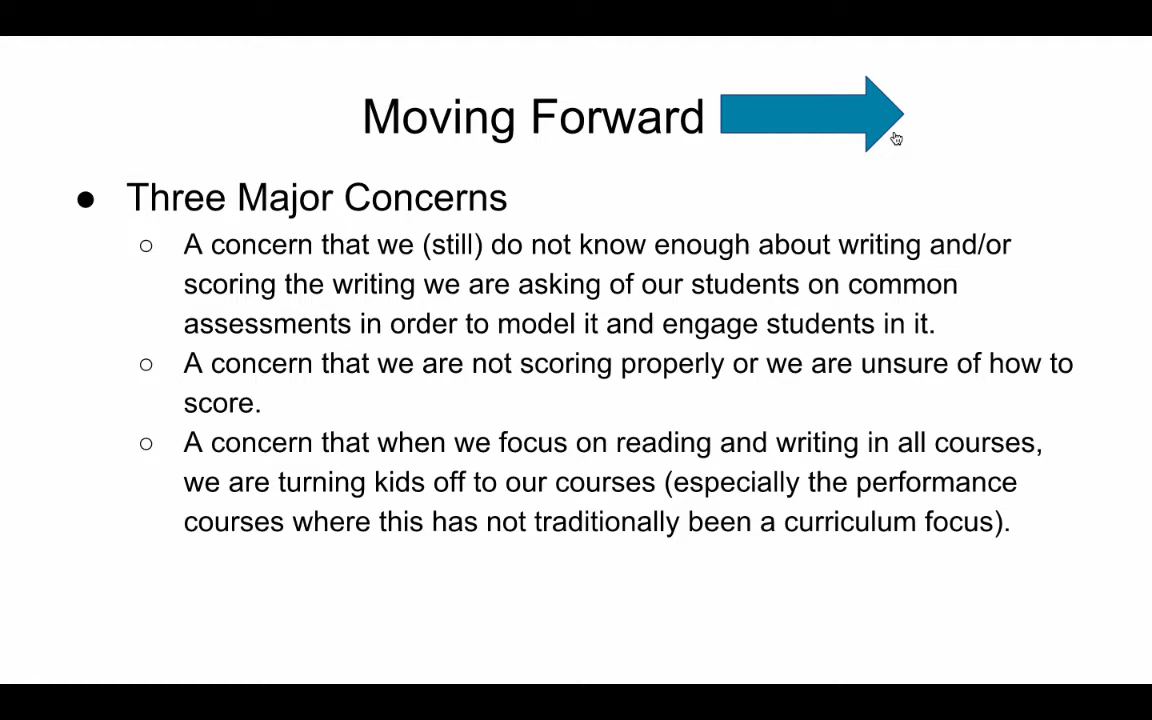 Moving Forward
● Three Major Concerns
○ A concern that we (still) do not know enough about writing and/or
scoring the writing we are asking of our students on common
assessments in order to model it and engage students in it.
○ A concern that we are not scoring properly or we are unsure of how to
score.
○ A concern that when we focus on reading and writing in all courses,
we are turning kids off to our courses (especially the performance
courses where this has not traditionally been a curriculum focus).